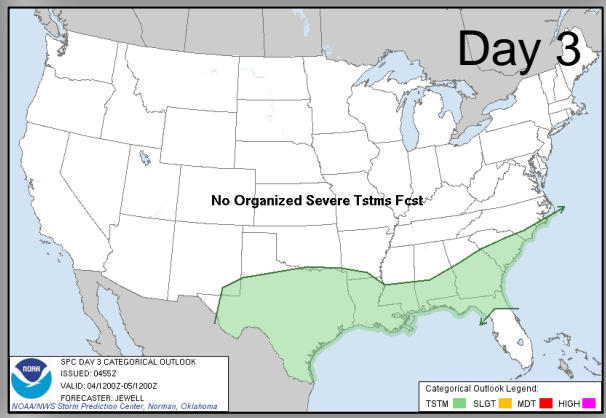 Day 3
No Organized Severe Tstms Fcst
NOAA
SPC DAY 3 CATEGORICAL OUTLOOK
ISSUED: 0455Z
VALID: 04/1200Z-05/1200Z
FORECASTER: JEWELL
NOAA/NWS Storm Prediction Center, Norman, Oklahoma
Categorical Outlook Legend:
TSTM SLGT MDT HIGH